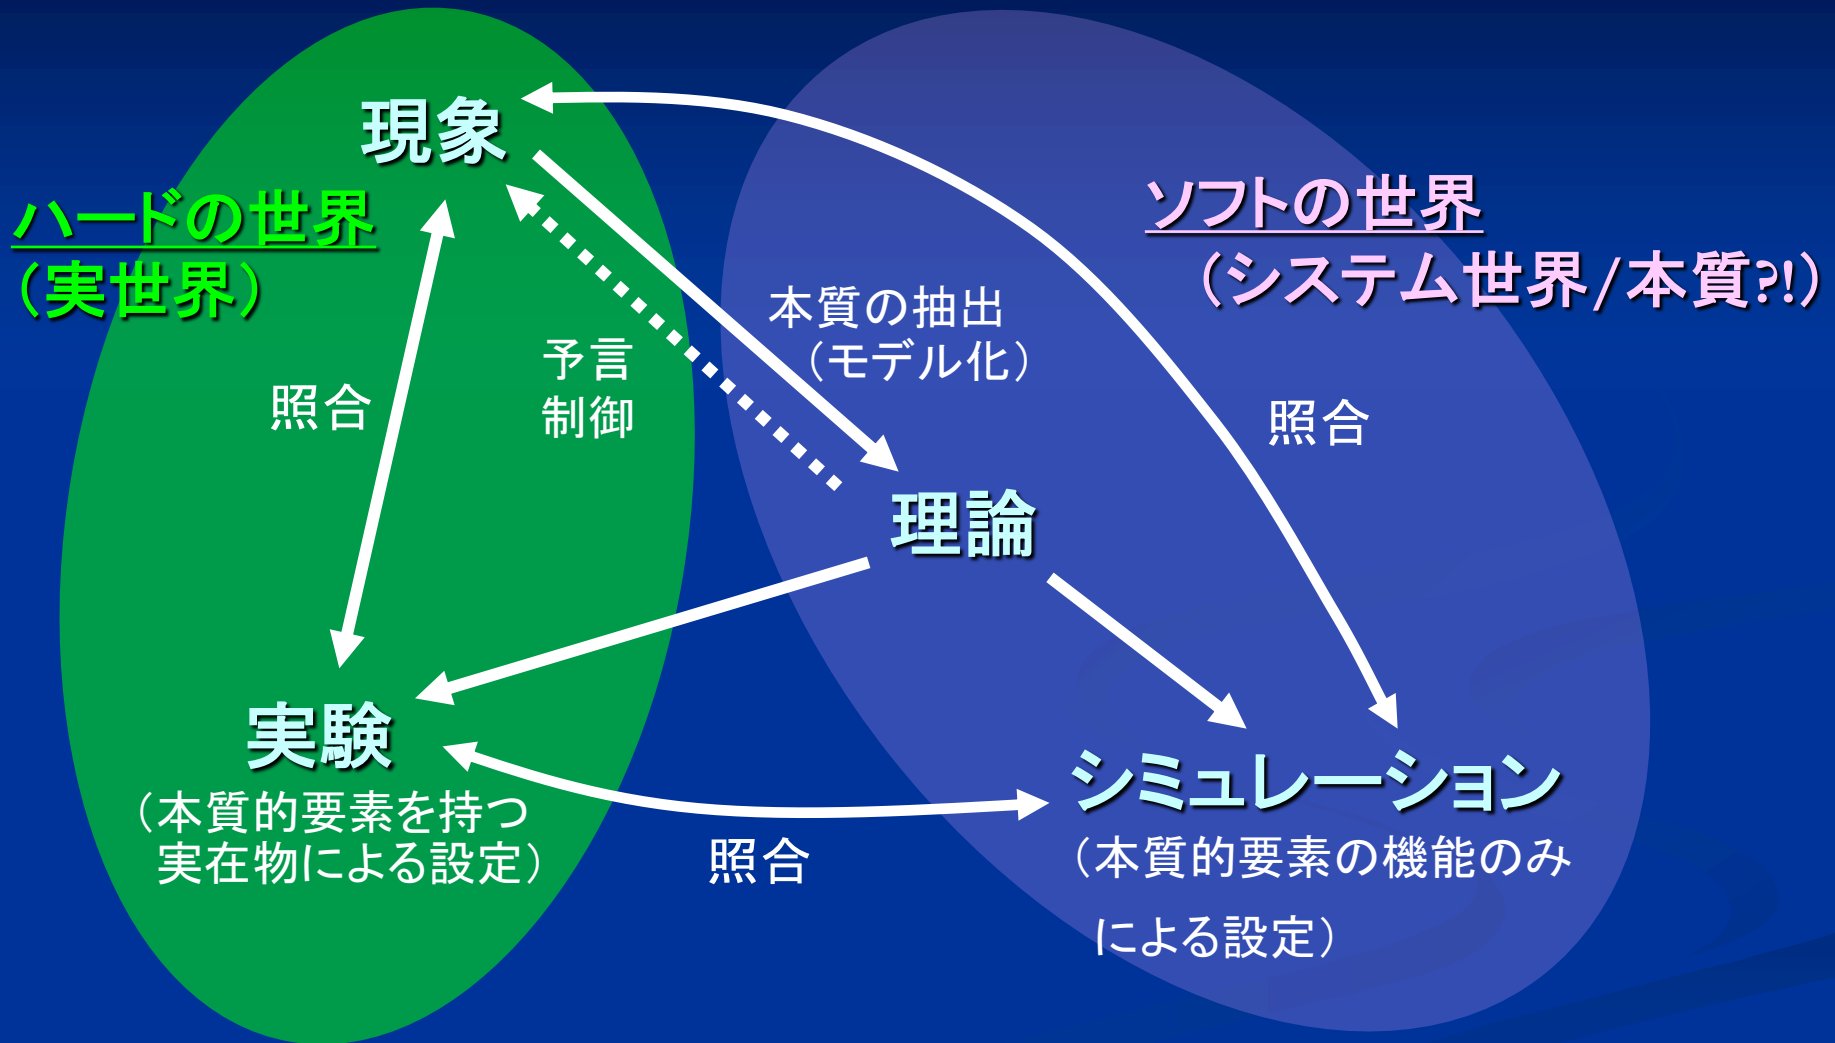 現象
ハードの世界
（実世界）
ソフトの世界
（システム世界/本質?!）
本質の抽出
（モデル化）
予言
制御
照合
照合
理論
実験
（本質的要素を持つ
実在物による設定）
照合
シミュレーション
（本質的要素の機能のみ
による設定）